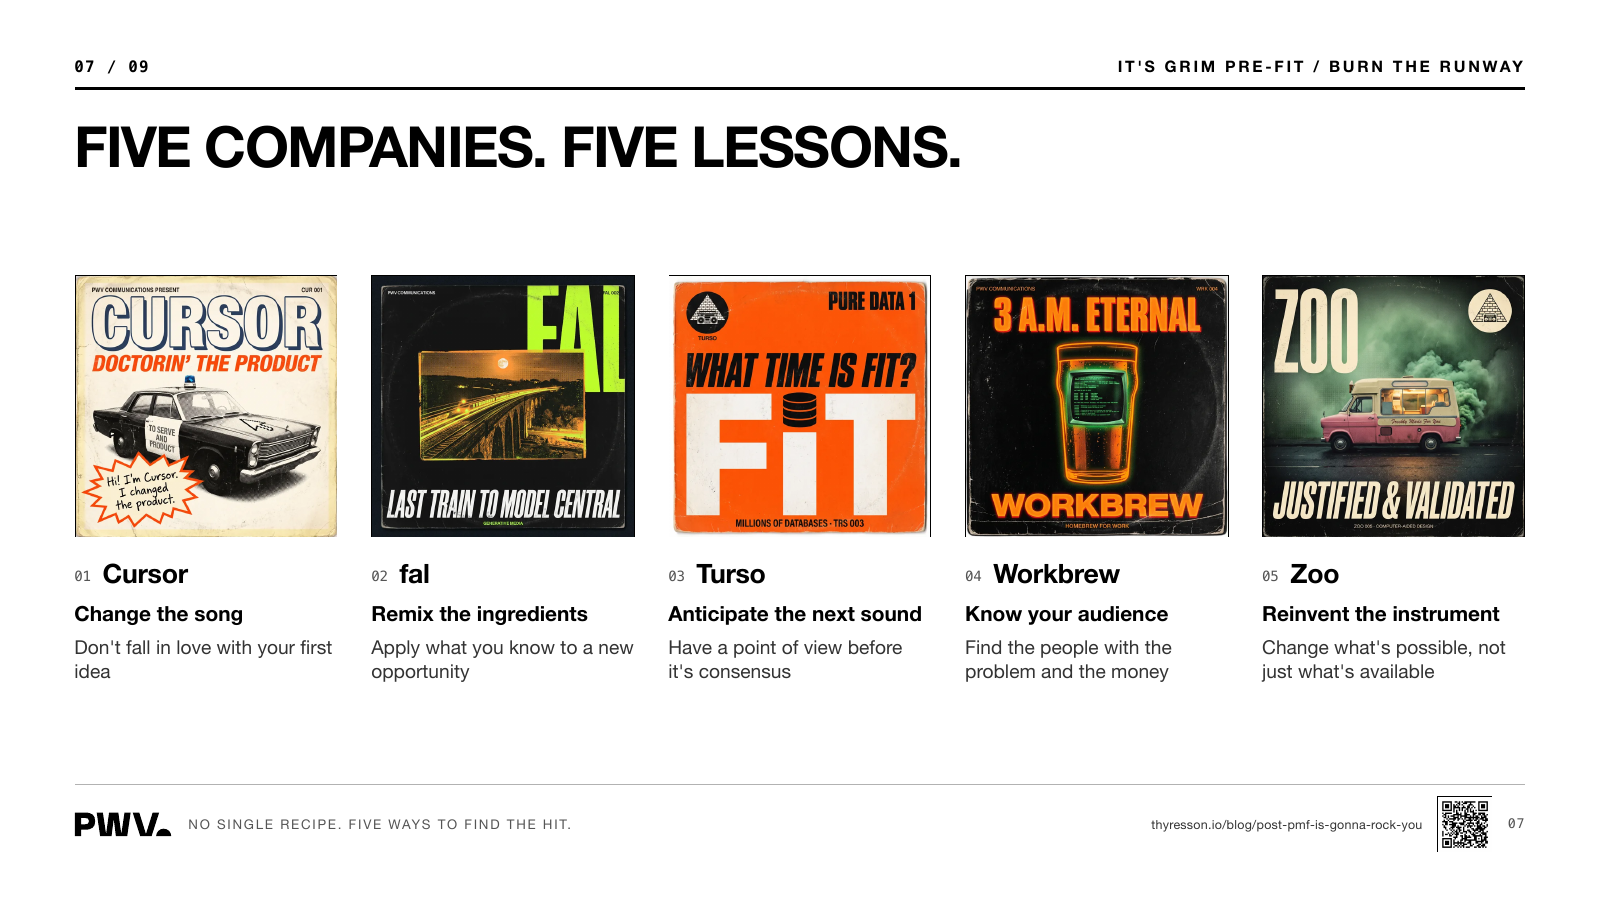 07 / 09
IT'S GRIM PRE-FIT / BURN THE RUNWAY
FIVE COMPANIES. FIVE LESSONS.
PWV COMMUNICATIONS PRESENT
CUR 001
CURSOR
DOCTORIN' THE PRODUCT
TO SERVE
AND
PRODUCT
Hi! I'm Cursor.
I changed
the product.
PWV COMMUNICATIONS
FAL 002
FAL
LAST TRAIN TO MODEL CENTRAL
GENERATIVE MEDIA
TURSO
PURE DATA 1
WHAT TIME IS FIT?
FiT
MILLIONS OF DATABASES · TRS 003
PWV COMMUNICATIONS
WRK 004
3 A.M. ETERNAL
WORKBREW
HOMEBREW FOR WORK
ZOO
Freshly Made For You
JUSTIFIED & VALIDATED
ZOO 005 · COMPUTER-AIDED DESIGN
01 Cursor
Change the song
Don't fall in love with your first
idea
02 fal
Remix the ingredients
Apply what you know to a new
opportunity
03 Turso
Anticipate the next sound
Have a point of view before
it's consensus
04 Workbrew
Know your audience
Find the people with the
problem and the money
05 Zoo
Reinvent the instrument
Change what's possible, not
just what's available
PWV.
NO SINGLE RECIPE. FIVE WAYS TO FIND THE HIT.
thyresson.io/blog/post-pmf-is-gonna-rock-you
07